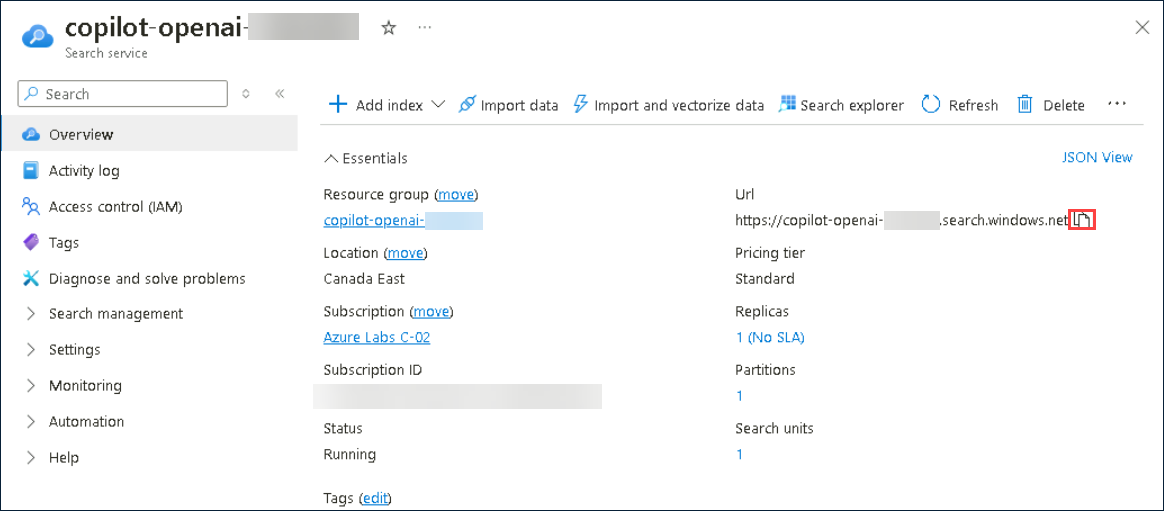 copilot-openai-
Search service
Search
Add index Import data Import and vectorize data Search explorer Refresh Delete
Overview
Activity log
Access control (IAM)
Tags
Diagnose and solve problems
Search management
Settings
Monitoring
Automation
Help
Essentials
JSON View
Resource group (move)
copilot-openai-
Location (move)
Canada East
Subscription (move)
Azure Labs C-02
Subscription ID
Status
Running
Tags (edit)
Url
https://copilot-openai- .search.windows.net
Pricing tier
Standard
Replicas
1 (No SLA)
Partitions
1
Search units
1